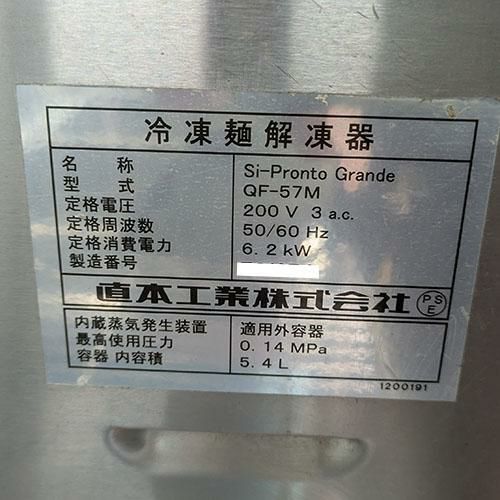 冷凍麺解凍器
名称 Si-Pronto Grande
型式 QF-57M
定格電圧 200 V 3 a.c.
定格周波数 50/60 Hz
定格消費電力 6.2 kW
製造番号
直本工業株式会社 PSE
内蔵蒸気発生装置 適用外容器
最高使用圧力 0.14 MPa
容器 内容積 5.4 L
1200191